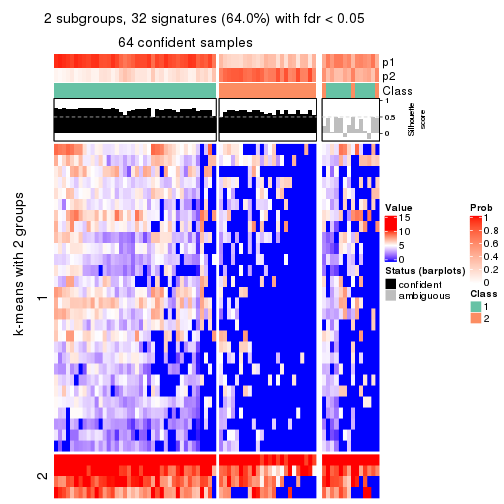 2 subgroups, 32 signatures (64.0%) with fdr < 0.05
64 confident samples
p1
p2
Class
1
0.5
0
Silhouette
score
k-means with 2 groups
1
2
Value
15
10
5
0
Status (barplots)
confident
ambiguous
Prob
1
0.8
0.6
0.4
0.2
0
Class
1
2